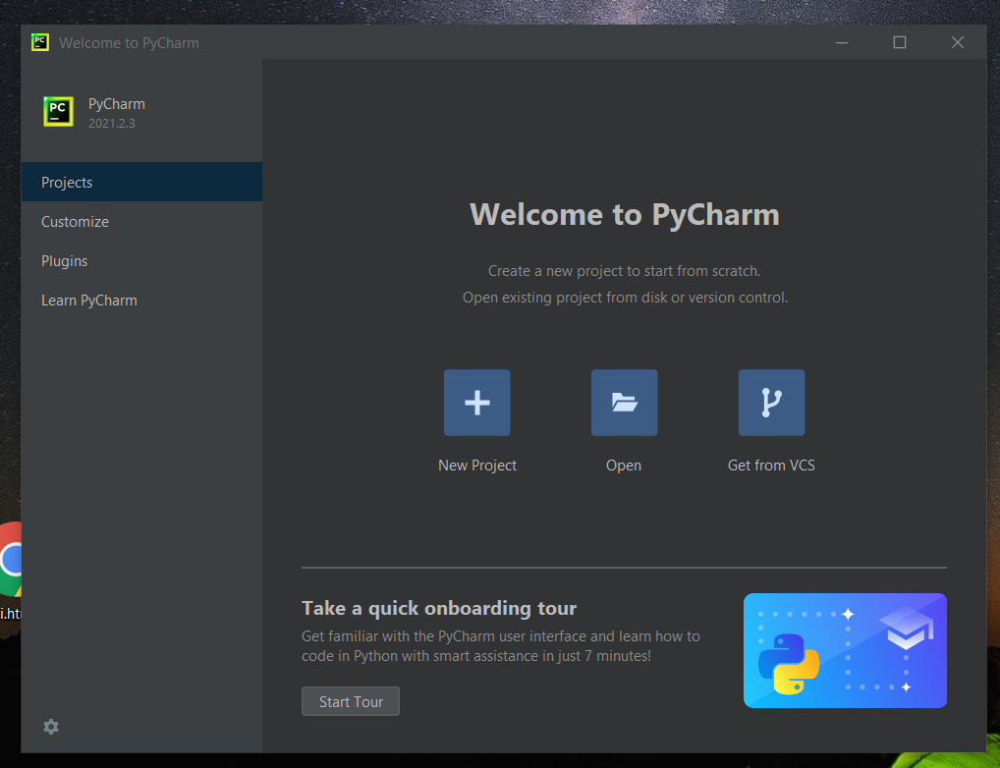 PC
Welcome to PyCharm
PC
PyCharm
2021.2.3
Projects
Customize
Plugins
Learn PyCharm
Welcome to PyCharm
Create a new project to start from scratch.
Open existing project from disk or version control.
New Project
Open
Get from VCS
Take a quick onboarding tour
Get familiar with the PyCharm user interface and learn how to
code in Python with smart assistance in just 7 minutes!
Start Tour